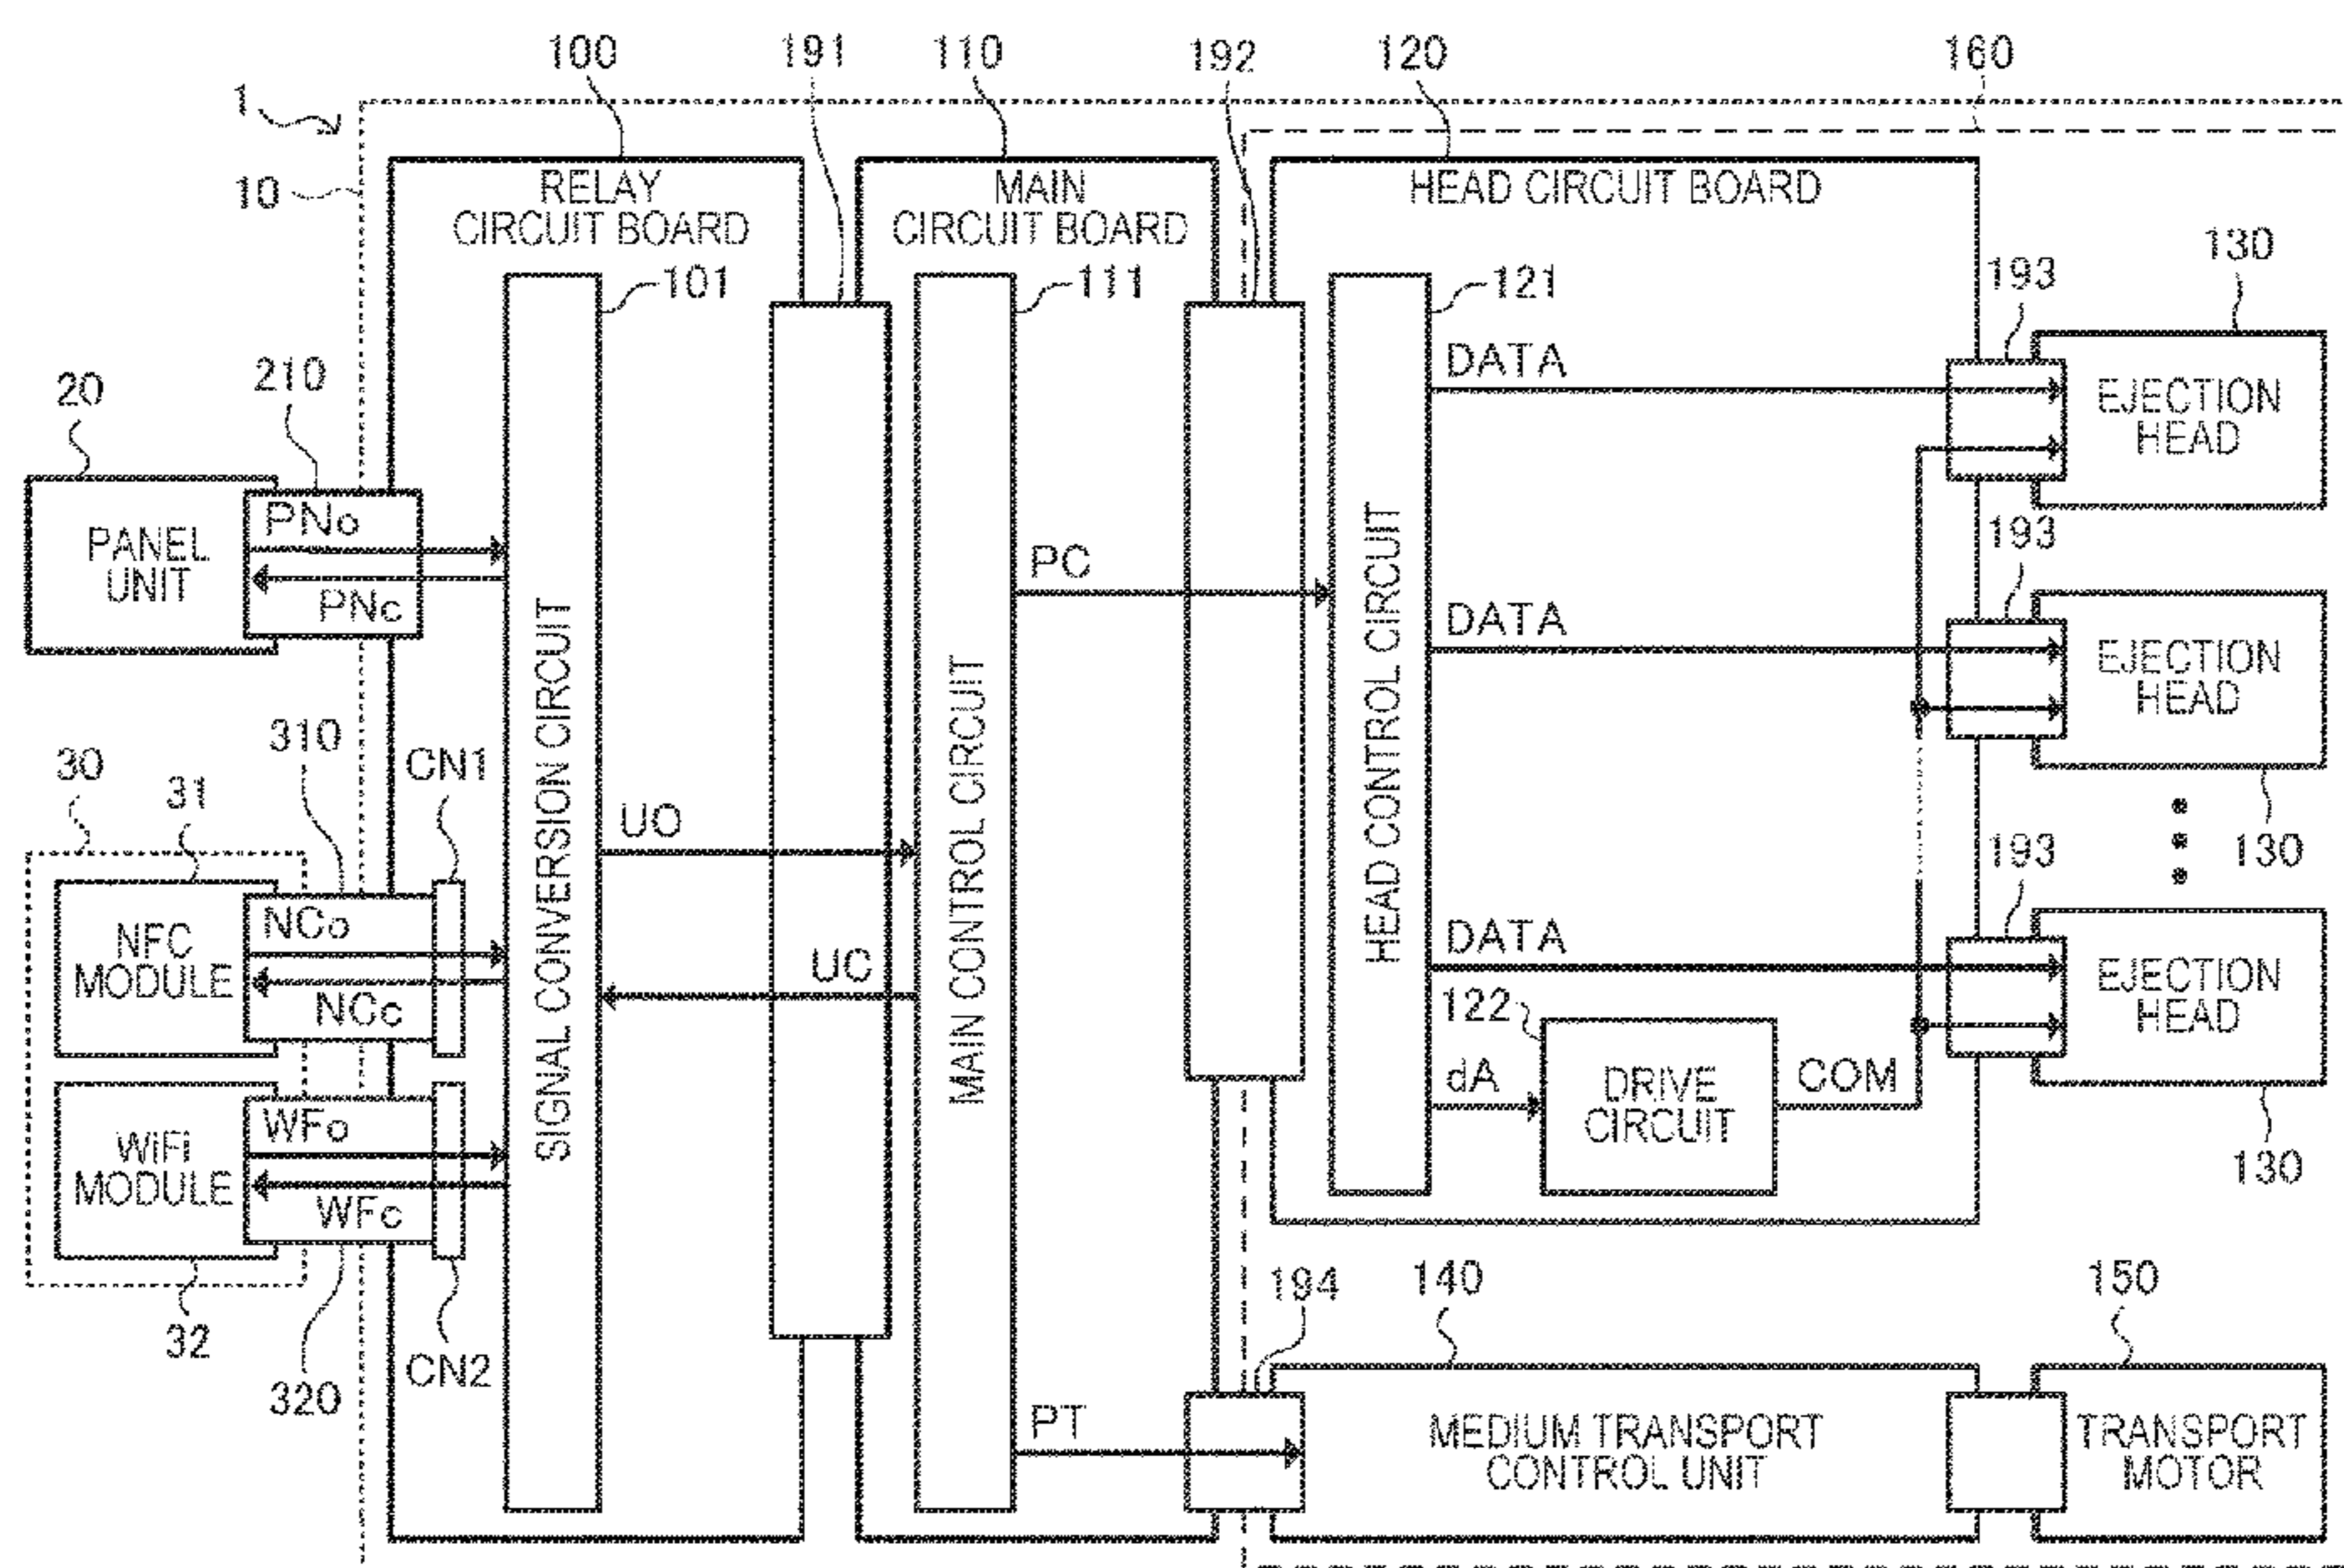 100
191
110
192
120
160
1
10
RELAY
CIRCUIT BOARD
MAIN
CIRCUIT BOARD
HEAD CIRCUIT BOARD
101
111
121
193
130
20
210
DATA
EJECTION
HEAD
PANEL
UNIT
PNo
PNc
SIGNAL CONVERSION CIRCUIT
MAIN CONTROL CIRCUIT
HEAD CONTROL CIRCUIT
PC
DATA
193
EJECTION
HEAD
130
30
31
310
CN1
UO
UC
NFC
MODULE
NCo
NCc
DATA
193
EJECTION
HEAD
130
122
dA
DRIVE
CIRCUIT
COM
WiFi
MODULE
WFo
WFc
32
320
CN2
194
140
150
PT
MEDIUM TRANSPORT
CONTROL UNIT
TRANSPORT
MOTOR